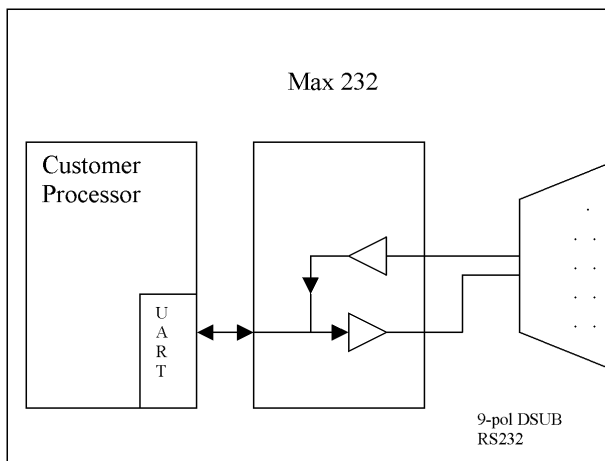 Max 232
Customer
Processor
U
A
R
T
9-pol DSUB
RS232